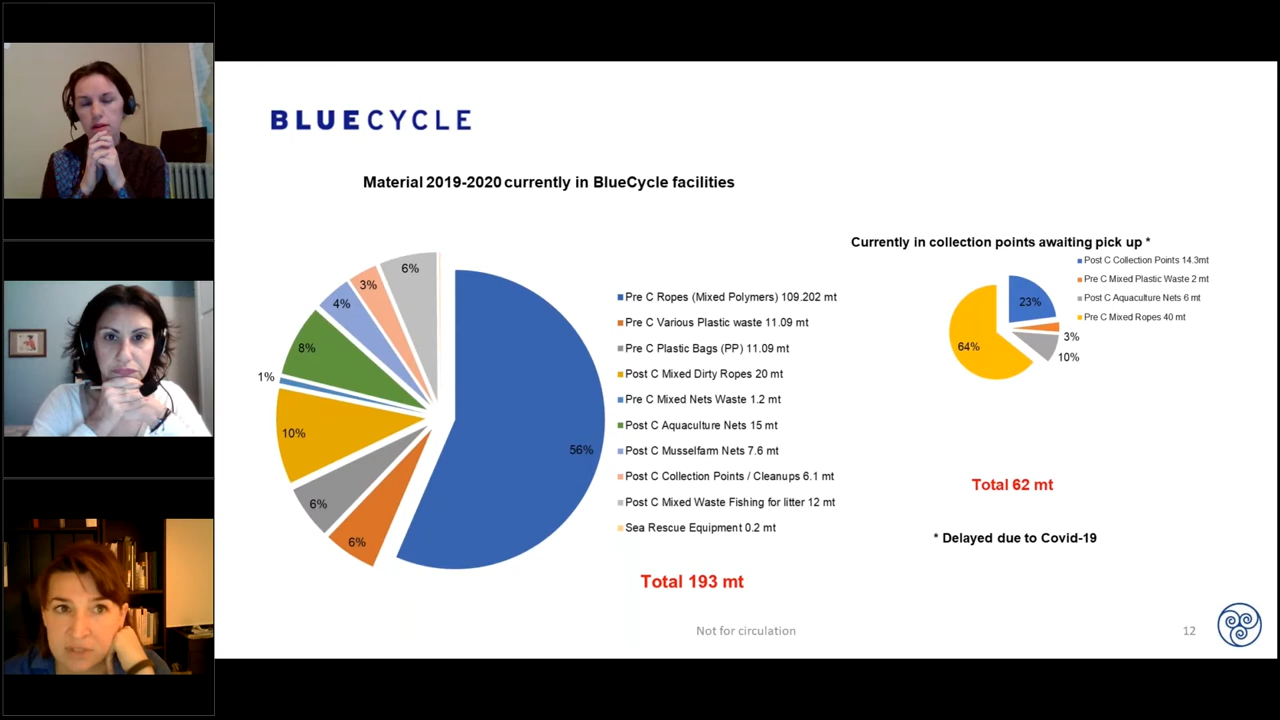 BLUECYCLE
Material 2019-2020 currently in BlueCycle facilities
6%
3%
4%
8%
1%
10%
6%
6%
56%
Pre C Ropes (Mixed Polymers) 109.202 mt
Pre C Various Plastic waste 11.09 mt
Pre C Plastic Bags (PP) 11.09 mt
Post C Mixed Dirty Ropes 20 mt
Pre C Mixed Nets Waste 1.2 mt
Post C Aquaculture Nets 15 mt
Post C Musselfarm Nets 7.6 mt
Post C Collection Points / Cleanups 6.1 mt
Post C Mixed Waste Fishing for litter 12 mt
Sea Rescue Equipment 0.2 mt
Total 193 mt
Currently in collection points awaiting pick up *
Post C Collection Points 14.3mt
Pre C Mixed Plastic Waste 2 mt
Post C Aquaculture Nets 6 mt
Pre C Mixed Ropes 40 mt
23%
3%
10%
64%
Total 62 mt
* Delayed due to Covid-19
Not for circulation
12